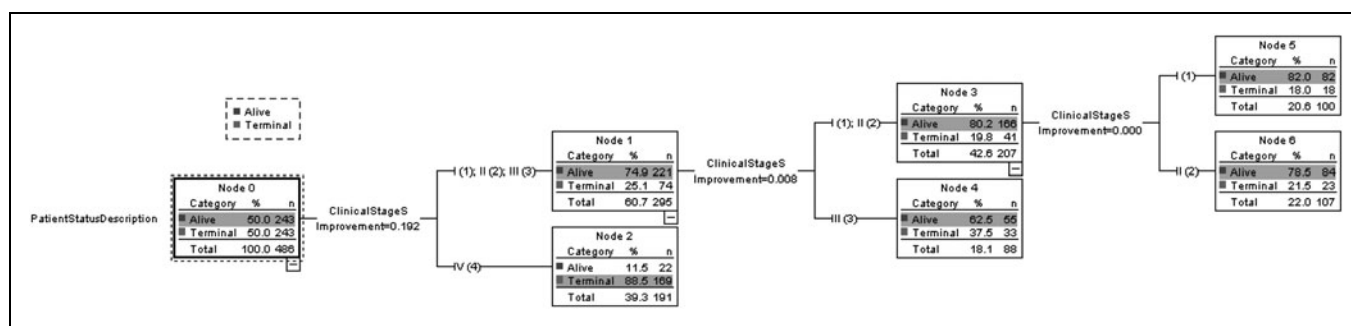 PatientStatusDescription
Alive
Terminal
Node 0
Category % n
Alive 50.0 243
Terminal 50.0 243
Total 100.0 486
ClinicalStageS
Improvement=0.192
I (1); II (2); III (3)
IV (4)
Node 1
Category % n
Alive 74.9 221
Terminal 25.1 74
Total 60.7 295
Node 2
Category % n
Alive 11.5 22
Terminal 88.5 169
Total 39.3 191
ClinicalStageS
Improvement=0.008
I (1); II (2)
III (3)
Node 3
Category % n
Alive 80.2 166
Terminal 19.8 41
Total 42.6 207
Node 4
Category % n
Alive 62.5 55
Terminal 37.5 33
Total 18.1 88
ClinicalStageS
Improvement=0.000
I (1)
II (2)
Node 5
Category % n
Alive 82.0 82
Terminal 18.0 18
Total 20.6 100
Node 6
Category % n
Alive 78.5 84
Terminal 21.5 23
Total 22.0 107